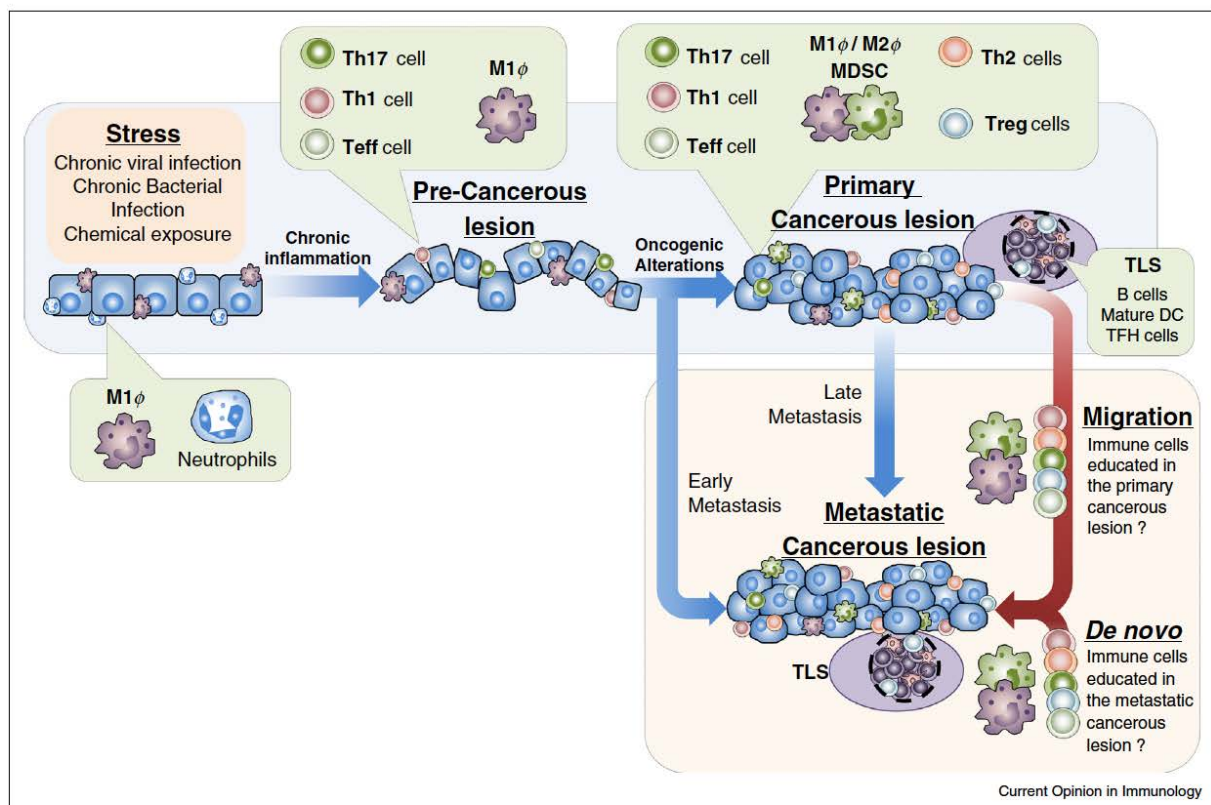 Th17 cell
Th1 cell
Teff cell
M1ϕ
Th17 cell
Th1 cell
Teff cell
M1ϕ / M2ϕ
MDSC
Th2 cells
Treg cells
Stress
Chronic viral infection
Chronic Bacterial
Infection
Chemical exposure
Chronic
inflammation
Pre-Cancerous
lesion
Oncogenic
Alterations
Primary
Cancerous lesion
TLS
B cells
Mature DC
TFH cells
M1ϕ
Neutrophils
Late
Metastasis
Early
Metastasis
Migration
Immune cells
educated in
the primary
cancerous
lesion ?
Metastatic
Cancerous lesion
TLS
De novo
Immune cells
educated in
the metastatic
cancerous
lesion ?
Current Opinion in Immunology